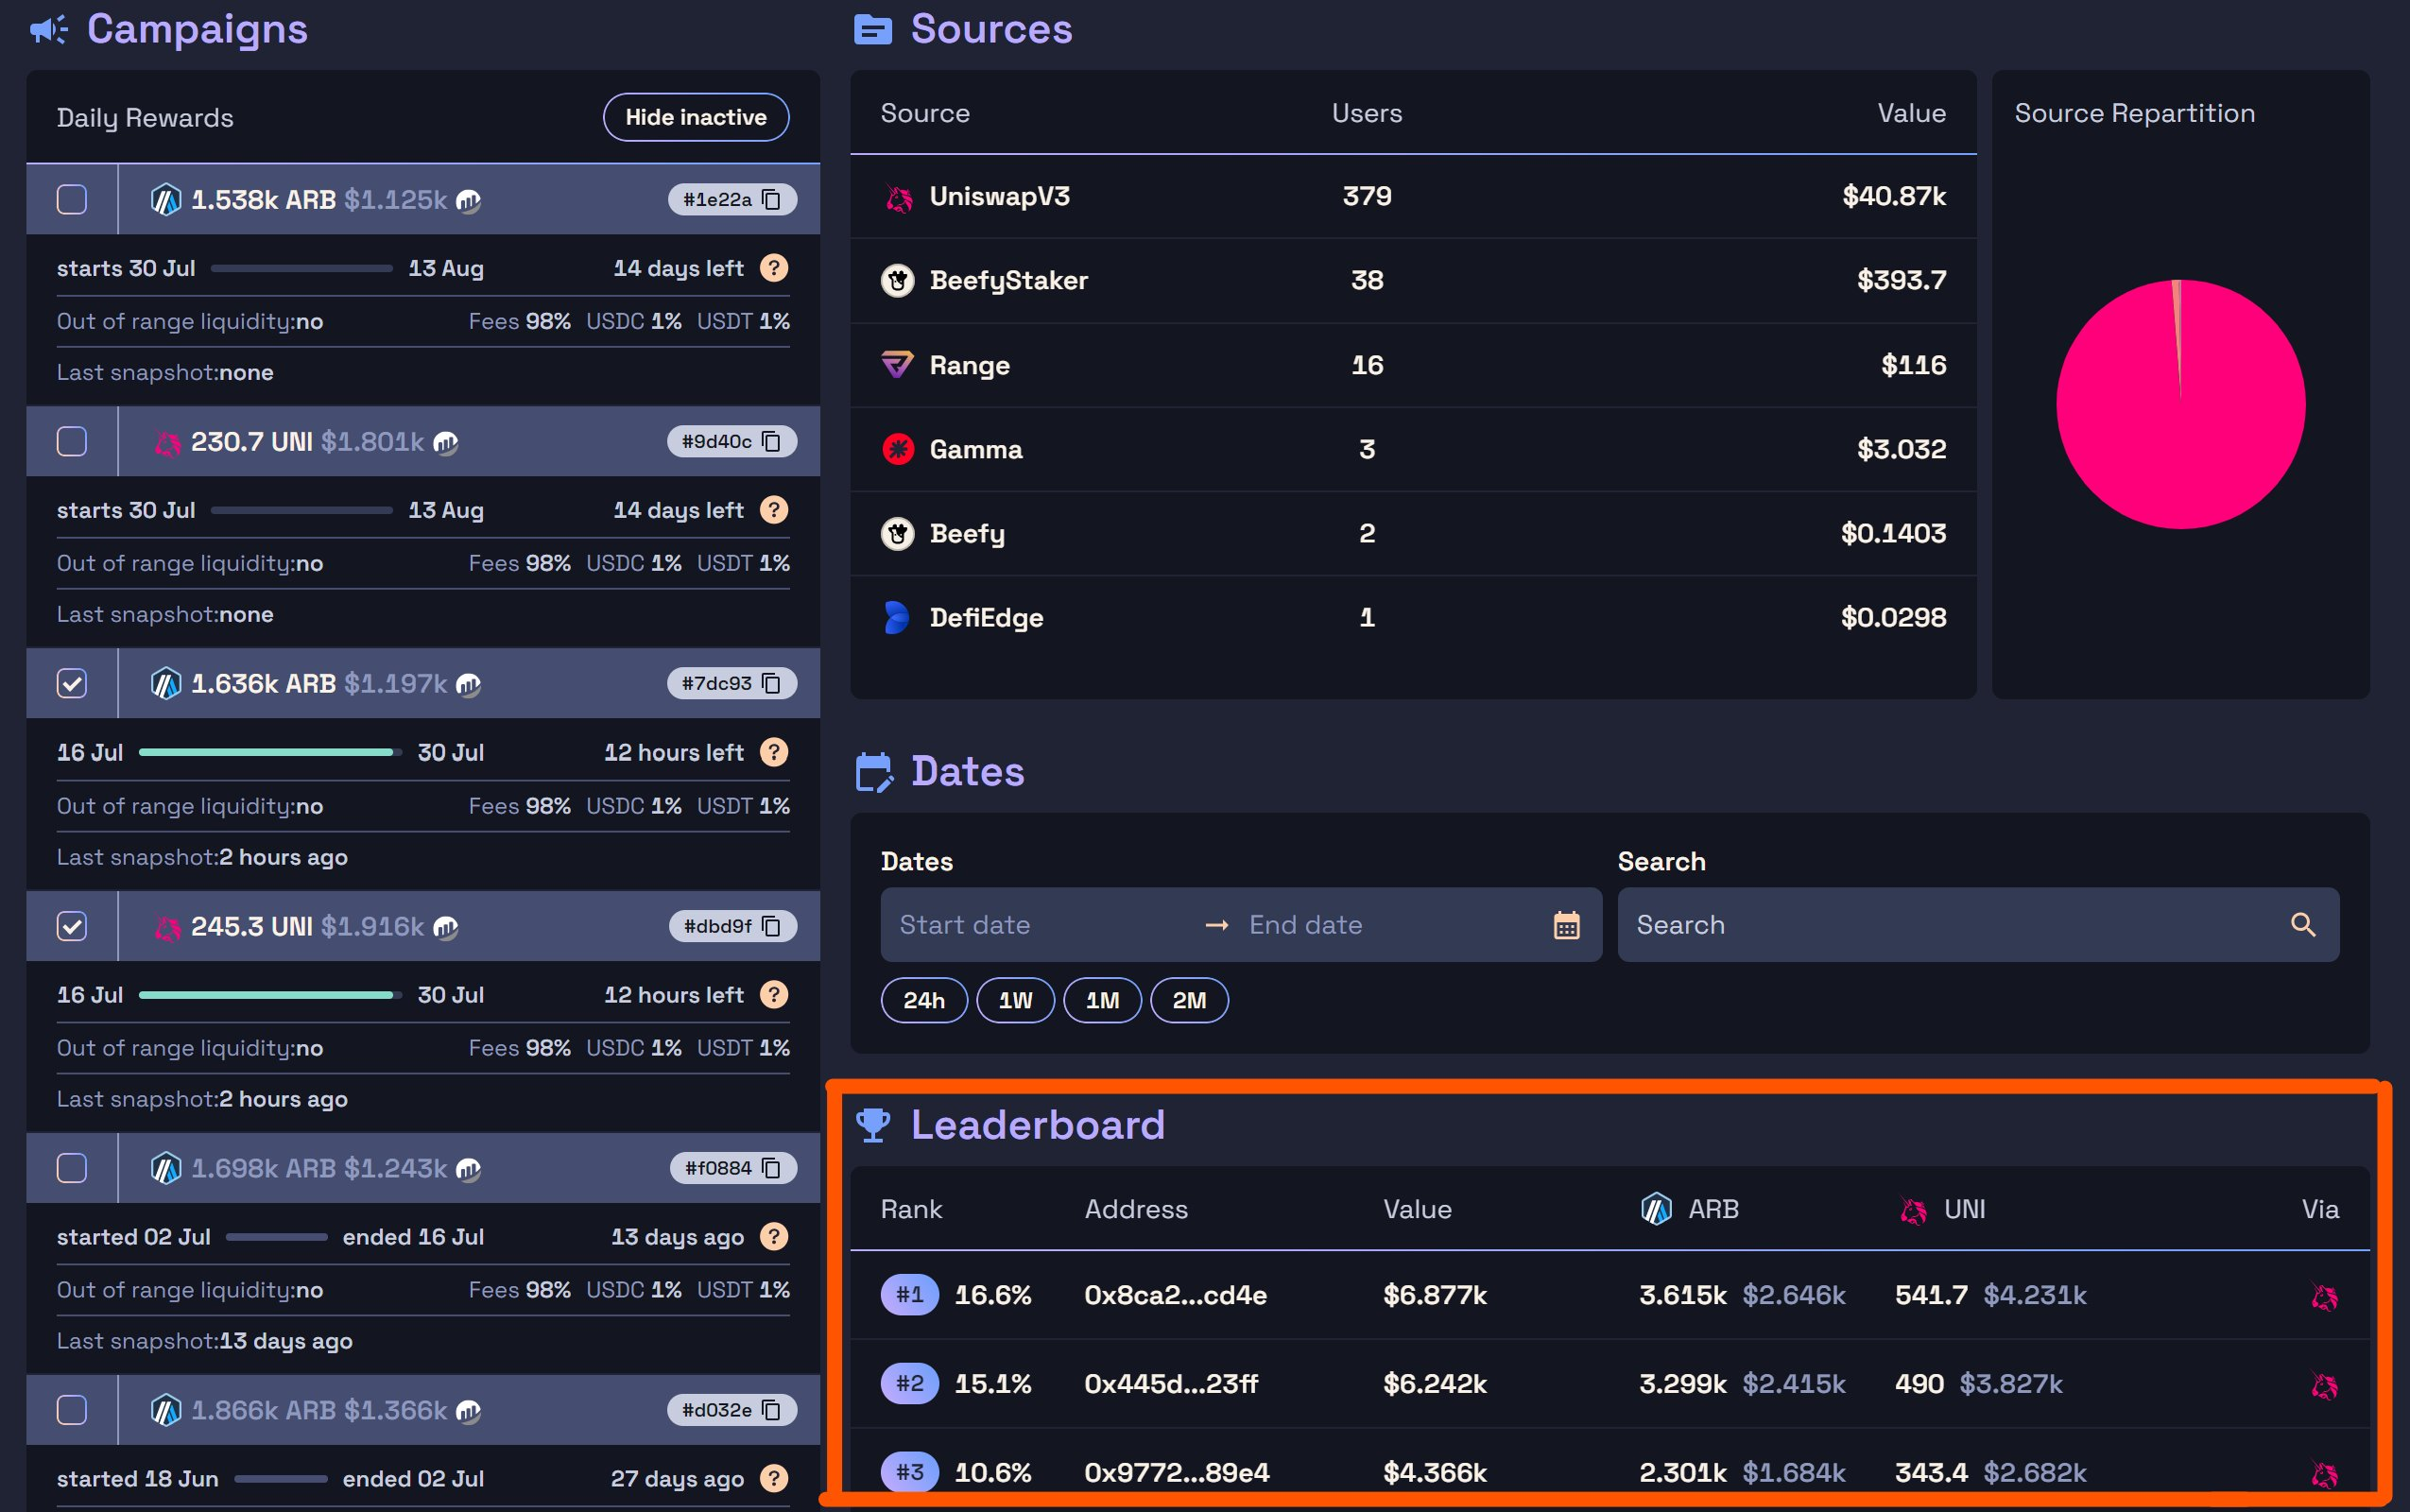 Campaigns
Daily Rewards Hide inactive
1.538k ARB $1.125k #1e22a
starts 30 Jul 13 Aug 14 days left ?
Out of range liquidity:no Fees 98% USDC 1% USDT 1%
Last snapshot:none
230.7 UNI $1.801k #9d40c
starts 30 Jul 13 Aug 14 days left ?
Out of range liquidity:no Fees 98% USDC 1% USDT 1%
Last snapshot:none
1.636k ARB $1.197k #7dc93
16 Jul 30 Jul 12 hours left ?
Out of range liquidity:no Fees 98% USDC 1% USDT 1%
Last snapshot:2 hours ago
245.3 UNI $1.916k #dbd9f
16 Jul 30 Jul 12 hours left ?
Out of range liquidity:no Fees 98% USDC 1% USDT 1%
Last snapshot:2 hours ago
1.698k ARB $1.243k #f0884
started 02 Jul ended 16 Jul 13 days ago ?
Out of range liquidity:no Fees 98% USDC 1% USDT 1%
Last snapshot:13 days ago
1.866k ARB $1.366k #d032e
started 18 Jun ended 02 Jul 27 days ago ?
Sources
Source Users Value
UniswapV3 379 $40.87k
BeefyStaker 38 $393.7
Range 16 $116
Gamma 3 $3.032
Beefy 2 $0.1403
DefiEdge 1 $0.0298
Source Repartition
Dates
Dates Search
Start date → End date Search
24h 1W 1M 2M
Leaderboard
Rank Address Value ARB UNI Via
#1 16.6% 0x8ca2...cd4e $6.877k 3.615k $2.646k 541.7 $4.231k
#2 15.1% 0x445d...23ff $6.242k 3.299k $2.415k 490 $3.827k
#3 10.6% 0x9772...89e4 $4.366k 2.301k $1.684k 343.4 $2.682k